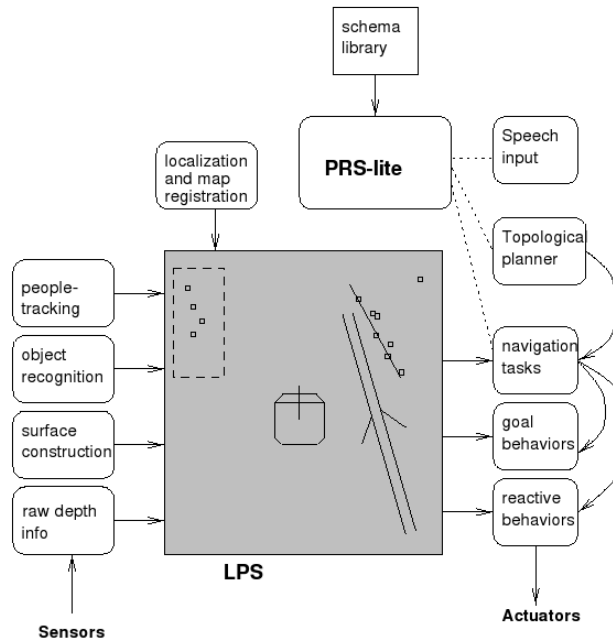 schema
library
PRS-lite
Speech
input
localization
and map
registration
Topological
planner
people-
tracking
object
recognition
surface
construction
raw depth
info
navigation
tasks
goal
behaviors
reactive
behaviors
LPS
Sensors
Actuators